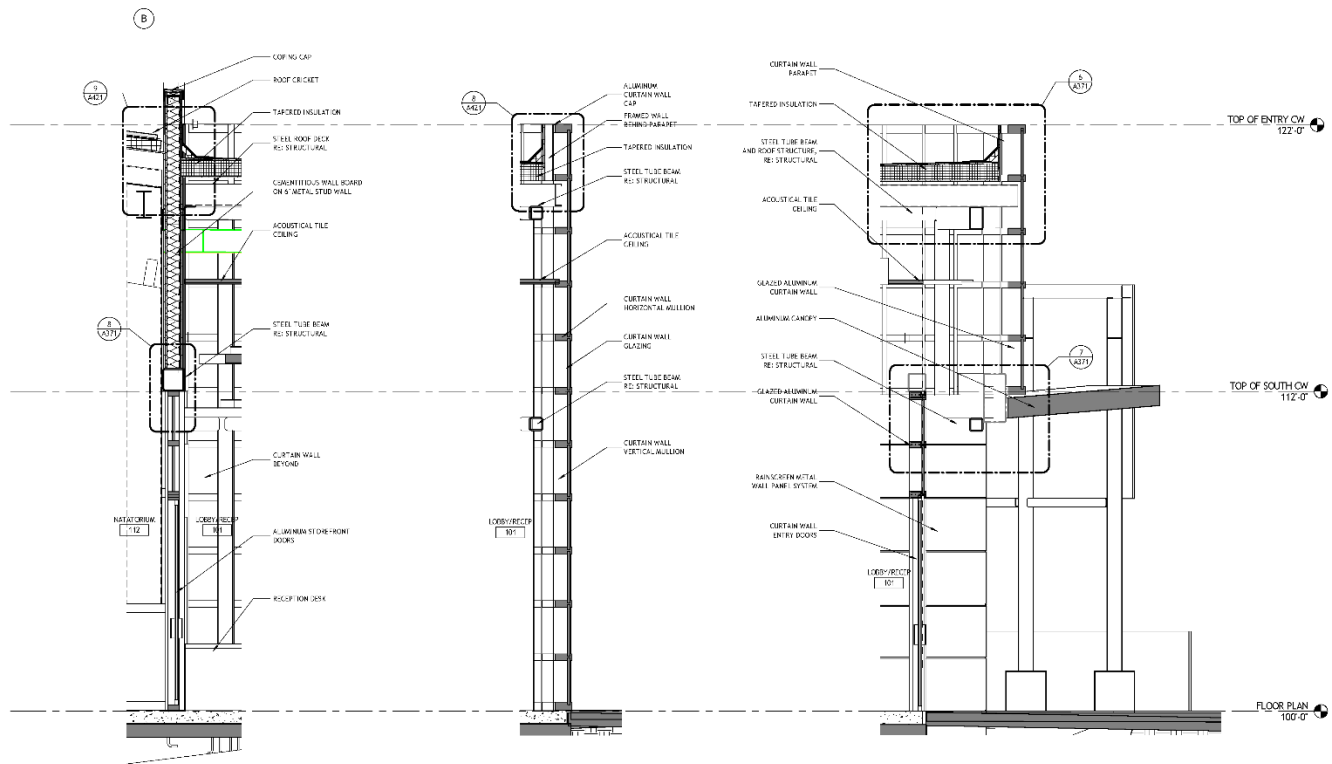 B
COPING CAP
ROOF CRICKET
9
A421
TAPERED INSULATION
STEEL ROOF DECK
RE: STRUCTURAL
CEMENTITIOUS WALL BOARD
ON 6" METAL STUD WALL
ACOUSTICAL TILE
CEILING
8
A371
STEEL TUBE BEAM
RE: STRUCTURAL
CURTAIN WALL
BEYOND
NATATORIUM
112
LOBBY/RECEP
101
ALUMINUM STOREFRONT
DOORS
RECEPTION DESK
8
A421
ALUMINUM
CURTAIN WALL
CAP
FRAMED WALL
BEHING PARAPET
TAPERED INSULATION
STEEL TUBE BEAM
RE: STRUCTURAL
ACOUSTICAL TILE
CEILING
CURTAIN WALL
HORIZONTAL MULLION
CURTAIN WALL
GLAZING
STEEL TUBE BEAM
RE: STRUCTURAL
CURTAIN WALL
VERTICAL MULLION
LOBBY/RECEP
101
CURTAIN WALL
PARAPET
6
A371
TAPERED INSULATION
STEEL TUBE BEAM
AND ROOF STRUCTURE,
RE: STRUCTURAL
ACOUSTICAL TILE
CEILING
GLAZED ALUMINUM
CURTAIN WALL
ALUMINUM CANOPY
STEEL TUBE BEAM
RE: STRUCTURAL
7
A371
GLAZED ALUMINUM
CURTAIN WALL
RAINSCREEN METAL
WALL PANEL SYSTEM
CURTAIN WALL
ENTRY DOORS
LOBBY/RECEP
101
TOP OF ENTRY CW
122'-0"
TOP OF SOUTH CW
112'-0"
FLOOR PLAN
100'-0"